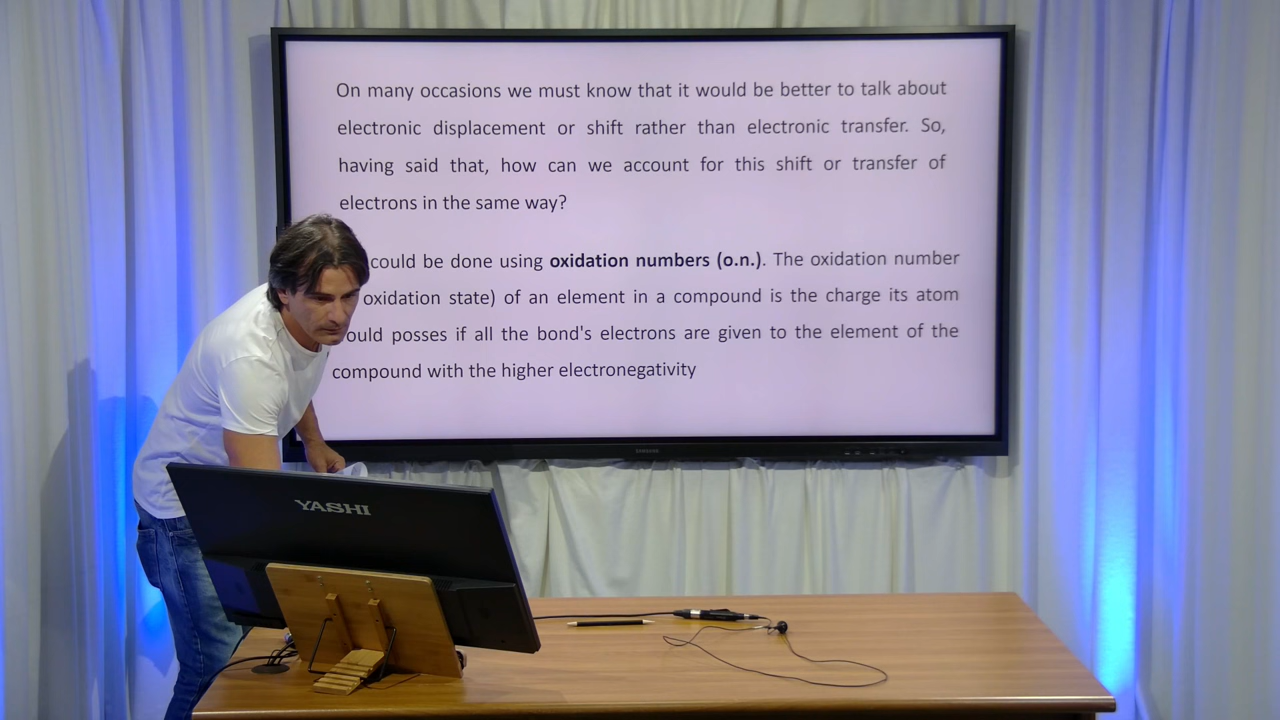 On many occasions we must know that it would be better to talk about
electronic displacement or shift rather than electronic transfer. So,
having said that, how can we account for this shift or transfer of
electrons in the same way?
could be done using oxidation numbers (o.n.). The oxidation number
oxidation state) of an element in a compound is the charge its atom
ould posses if all the bond's electrons are given to the element of the
compound with the higher electronegativity
SAMSUNG
YASHI